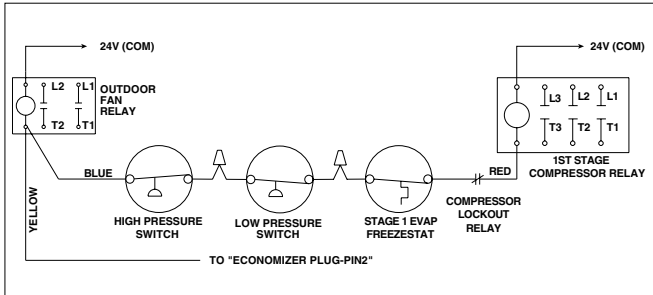 24V (COM)
24V (COM)
L2 L1
OUTDOOR
FAN
RELAY
T2 T1
L3 L2 L1
T3 T2 T1
1ST STAGE
COMPRESSOR RELAY
BLUE
RED
YELLOW
HIGH PRESSURE
SWITCH
LOW PRESSURE
SWITCH
STAGE 1 EVAP
FREEZESTAT
COMPRESSOR
LOCKOUT
RELAY
TO "ECONOMIZER PLUG-PIN2"